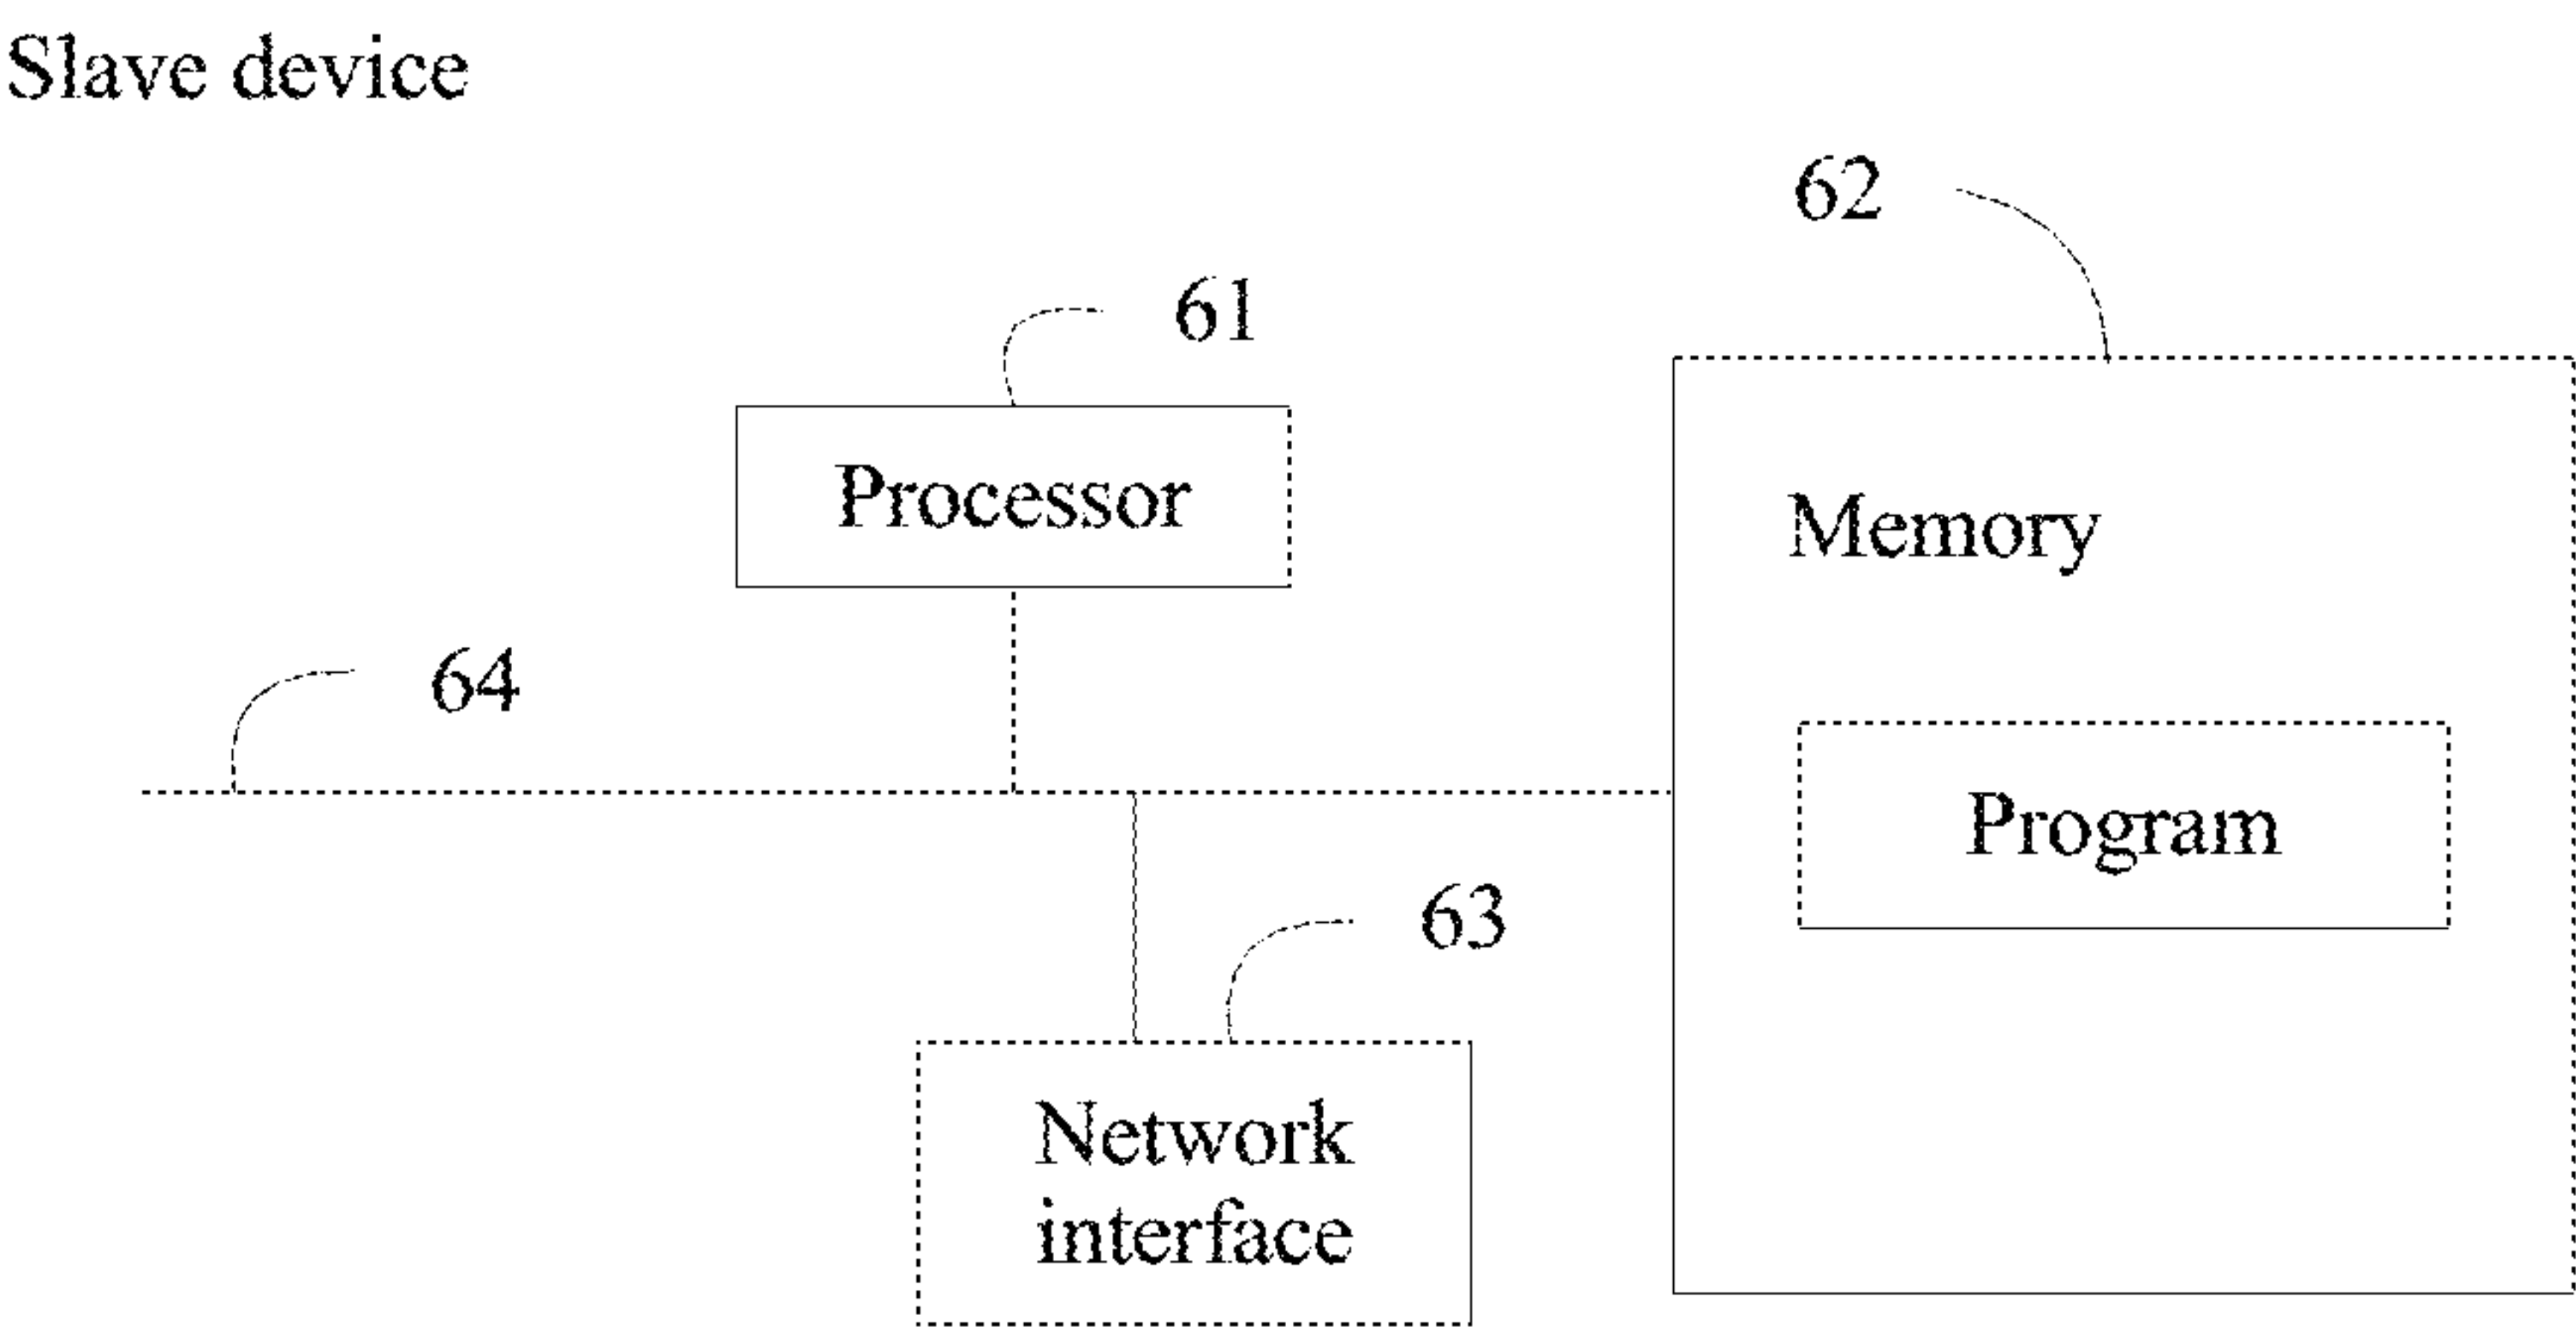 Slave device
62
61
Processor
Memory
64
Program
63
Network
interface